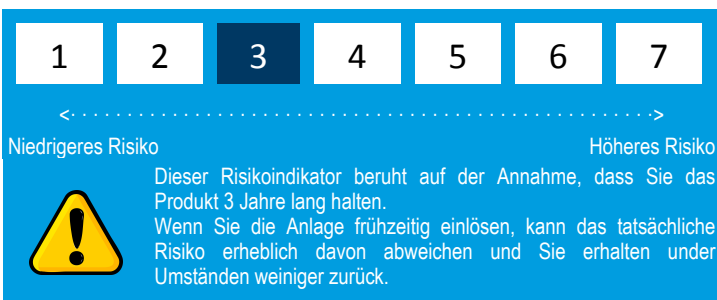 1 2 3 4 5 6 7
<· · · · · · · · · · · · · · · · · · · · · · · · · · · · · · · · · · · · · · · · · · · · · · · · · · · ·>
Niedrigeres Risiko Höheres Risiko
Dieser Risikoindikator beruht auf der Annahme, dass Sie das
Produkt 3 Jahre lang halten.
Wenn Sie die Anlage frühzeitig einlösen, kann das tatsächliche
Risiko erheblich davon abweichen und Sie erhalten under
Umständen weiniger zurück.